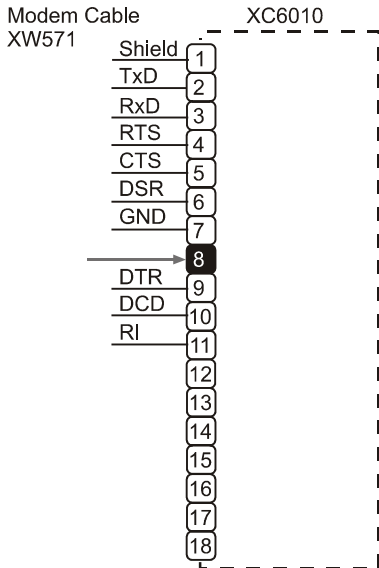 Modem Cable XC6010
XW571
Shield 1
TxD 2
RxD 3
RTS 4
CTS 5
DSR 6
GND 7
8
DTR 9
DCD 10
RI 11
12
13
14
15
16
17
18